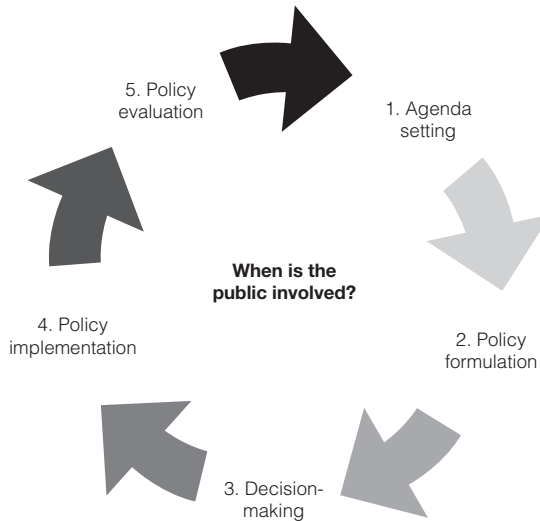 5. Policy
evaluation
1. Agenda
setting
When is the
public involved?
4. Policy
implementation
2. Policy
formulation
3. Decision-
making